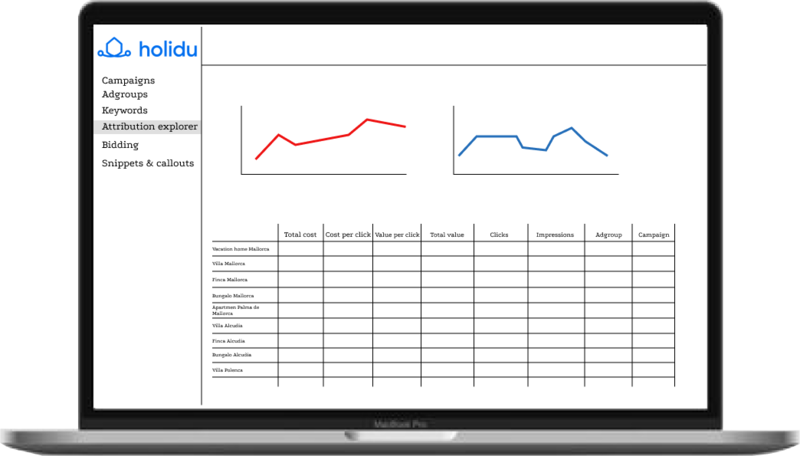 holidu
Campaigns
Adgroups
Keywords
Attribution explorer
Bidding
Snippets & callouts
Total cost Cost per click Value per click Total value Clicks Impressions Adgroup Campaign
Vacation home Mallorca
Villa Mallorca
Finca Mallorca
Bungalo Mallorca
Apartmen Palma de
Mallorca
Villa Alcudia
Finca Alcudia
Bungalo Alcudia
Villa Polenca
MacBook Pro